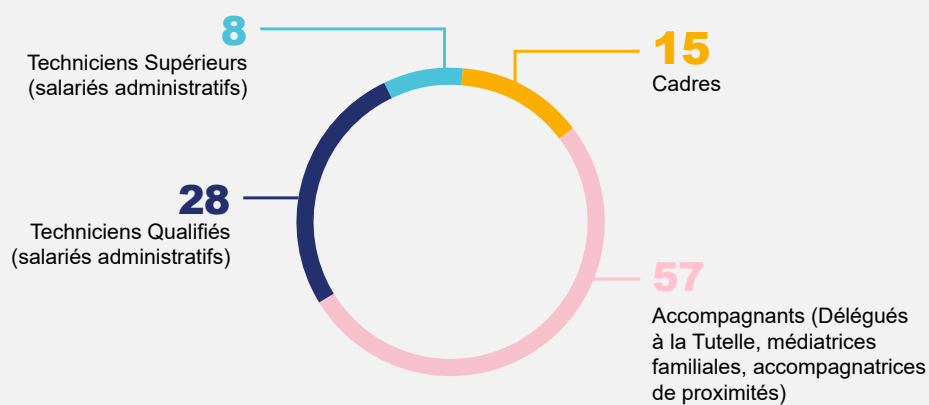 8
Techniciens Supérieurs
(salariés administratifs)
15
Cadres
28
Techniciens Qualifiés
(salariés administratifs)
57
Accompagnants (Délégués
à la Tutelle, médiatrices
familiales, accompagnatrices
de proximités)